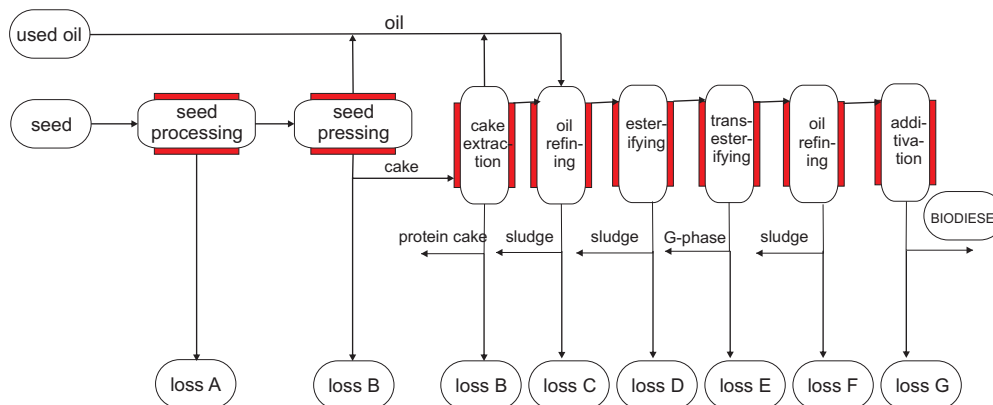 oil
used oil
seed
seed
processing
seed
pressing
cake
cake
extrac-
tion
oil
refin-
ing
ester-
ifying
trans-
ester-
ifying
oil
refin-
ing
addi-
tiva-
tion
BIODIESE
protein cake
sludge
sludge
G-phase
sludge
loss A
loss B
loss B
loss C
loss D
loss E
loss F
loss G